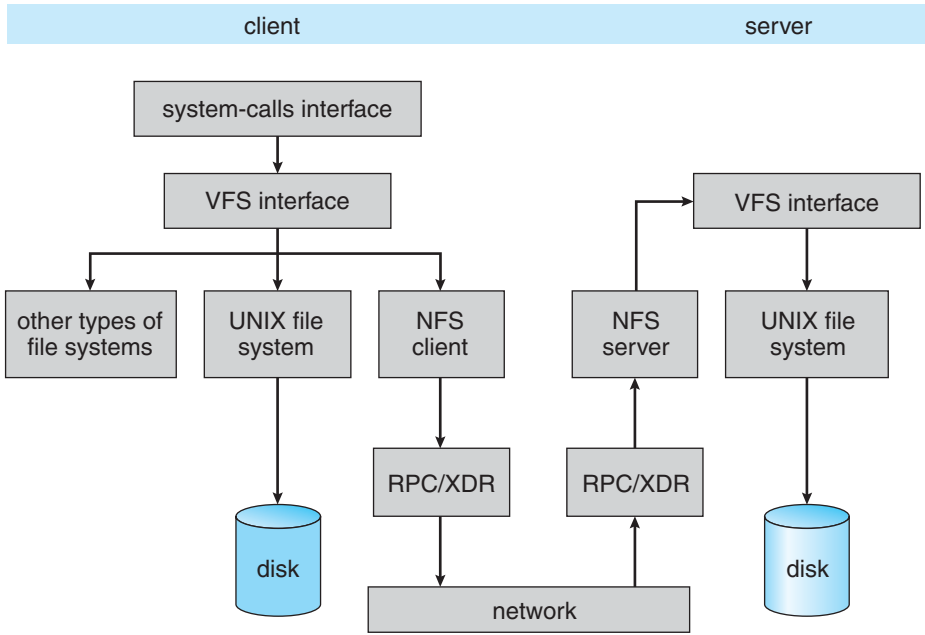 client
server
system-calls interface
VFS interface
VFS interface
other types of
file systems
UNIX file
system
NFS
client
NFS
server
UNIX file
system
RPC/XDR
RPC/XDR
disk
disk
network